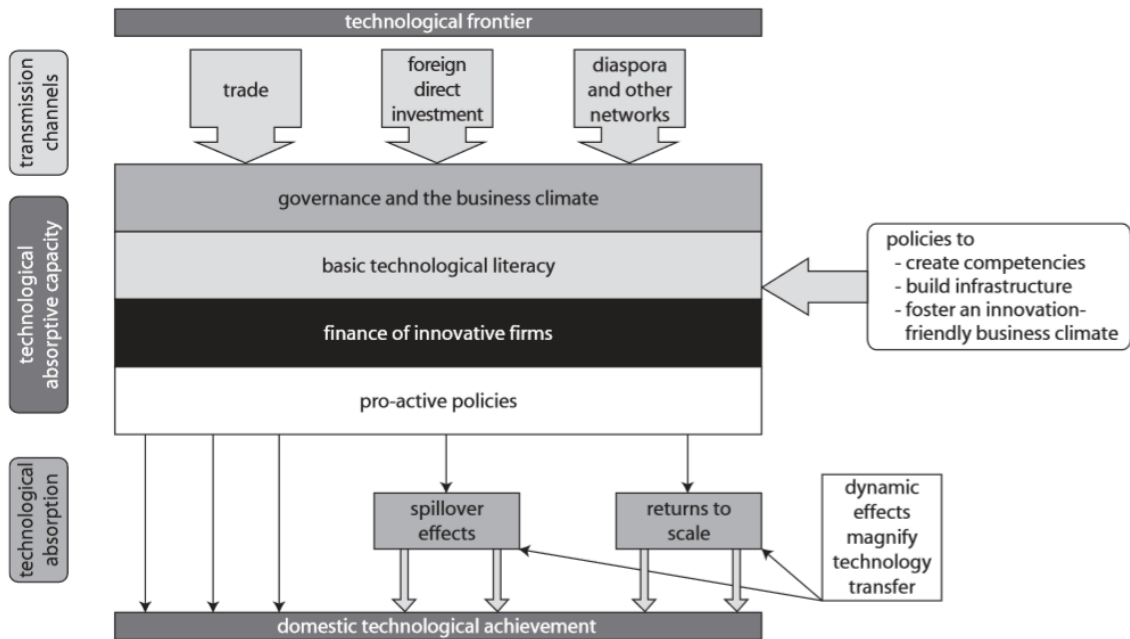 technological frontier
transmission
channels
trade
foreign
direct
investment
diaspora
and other
networks
technological
absorptive capacity
governance and the business climate
basic technological literacy
finance of innovative firms
pro-active policies
policies to
- create competencies
- build infrastructure
- foster an innovation-
friendly business climate
technological
absorption
spillover
effects
returns to
scale
dynamic
effects
magnify
technology
transfer
domestic technological achievement